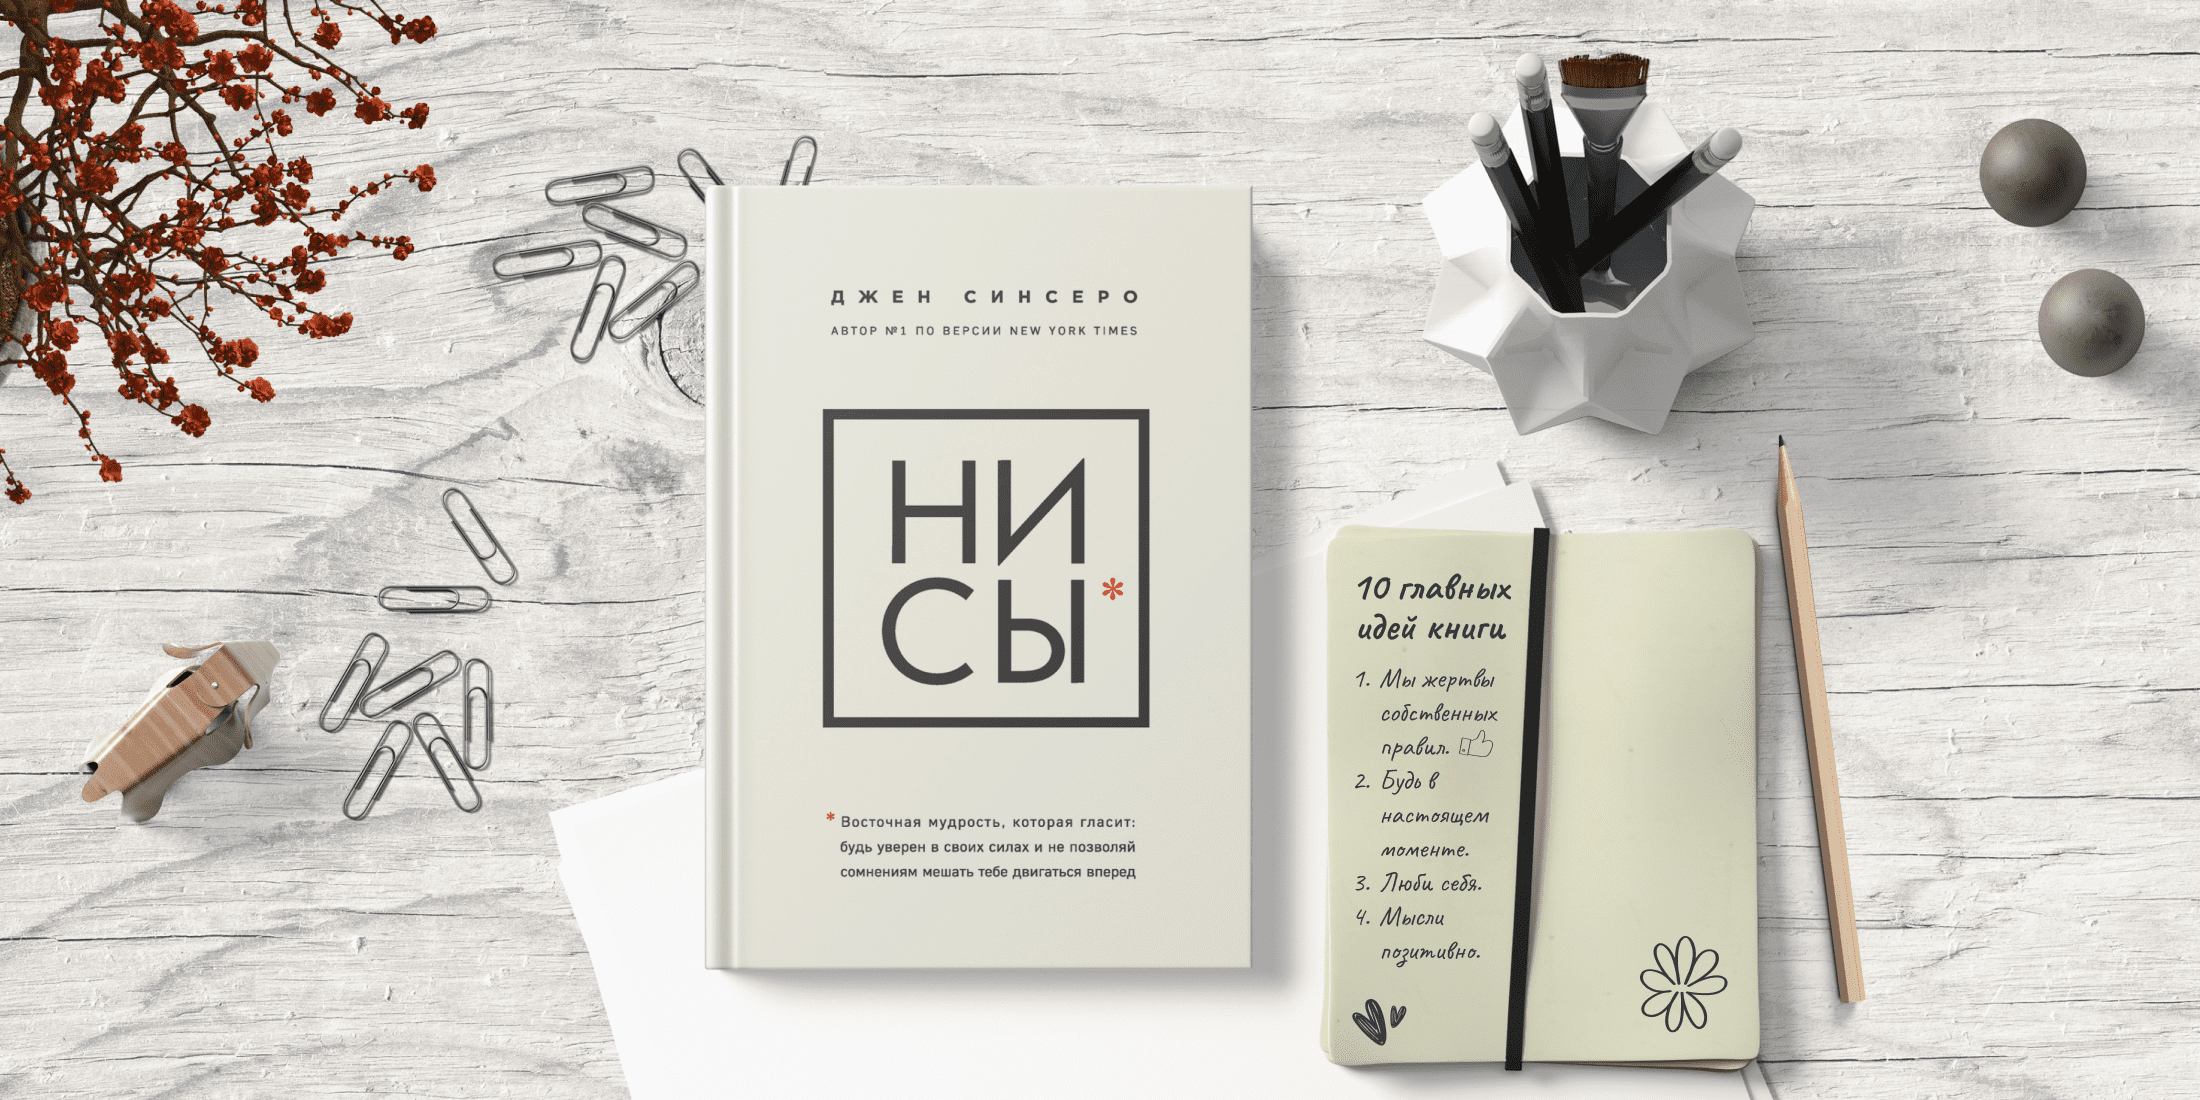 ДЖЕН СИНСЕРО
АВТОР №1 ПО ВЕРСИИ NEW YORK TIMES
НИ
СЫ*
* Восточная мудрость, которая гласит:
будь уверен в своих силах и не позволяй
сомнениям мешать тебе двигаться вперед
10 главных
идей книги
1. Мы жертвы
собственных
правил.
2. Будь в
настоящем
моменте.
3. Люби себя.
4. Мысли
позитивно.